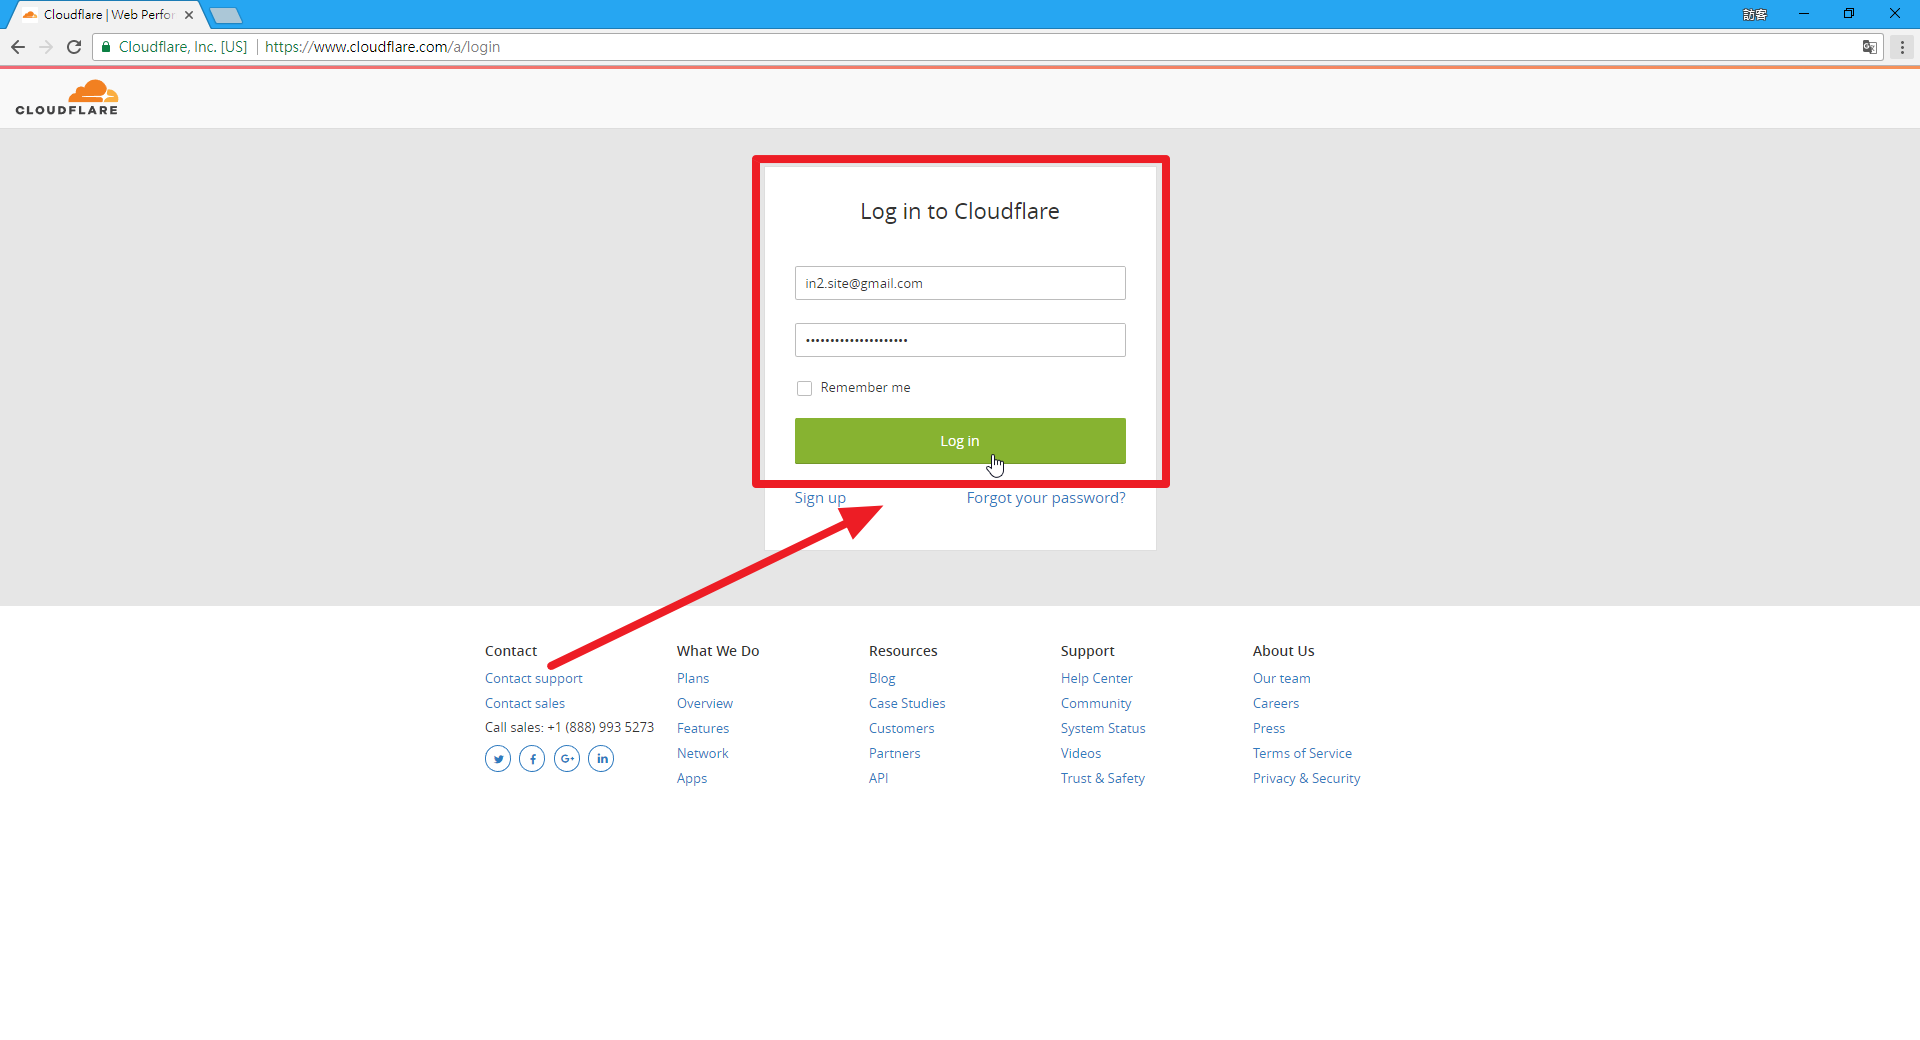 Cloudflare | Web Perfor
訪客
Cloudflare, Inc. [US] https://www.cloudflare.com/a/login
CLOUDFLARE
Log in to Cloudflare
in2.site@gmail.com
•••••••••••••••••••••
Remember me
Log in
Sign up Forgot your password?
Contact
Contact support
Contact sales
Call sales: +1 (888) 993 5273
What We Do
Plans
Overview
Features
Network
Apps
Resources
Blog
Case Studies
Customers
Partners
API
Support
Help Center
Community
System Status
Videos
Trust & Safety
About Us
Our team
Careers
Press
Terms of Service
Privacy & Security